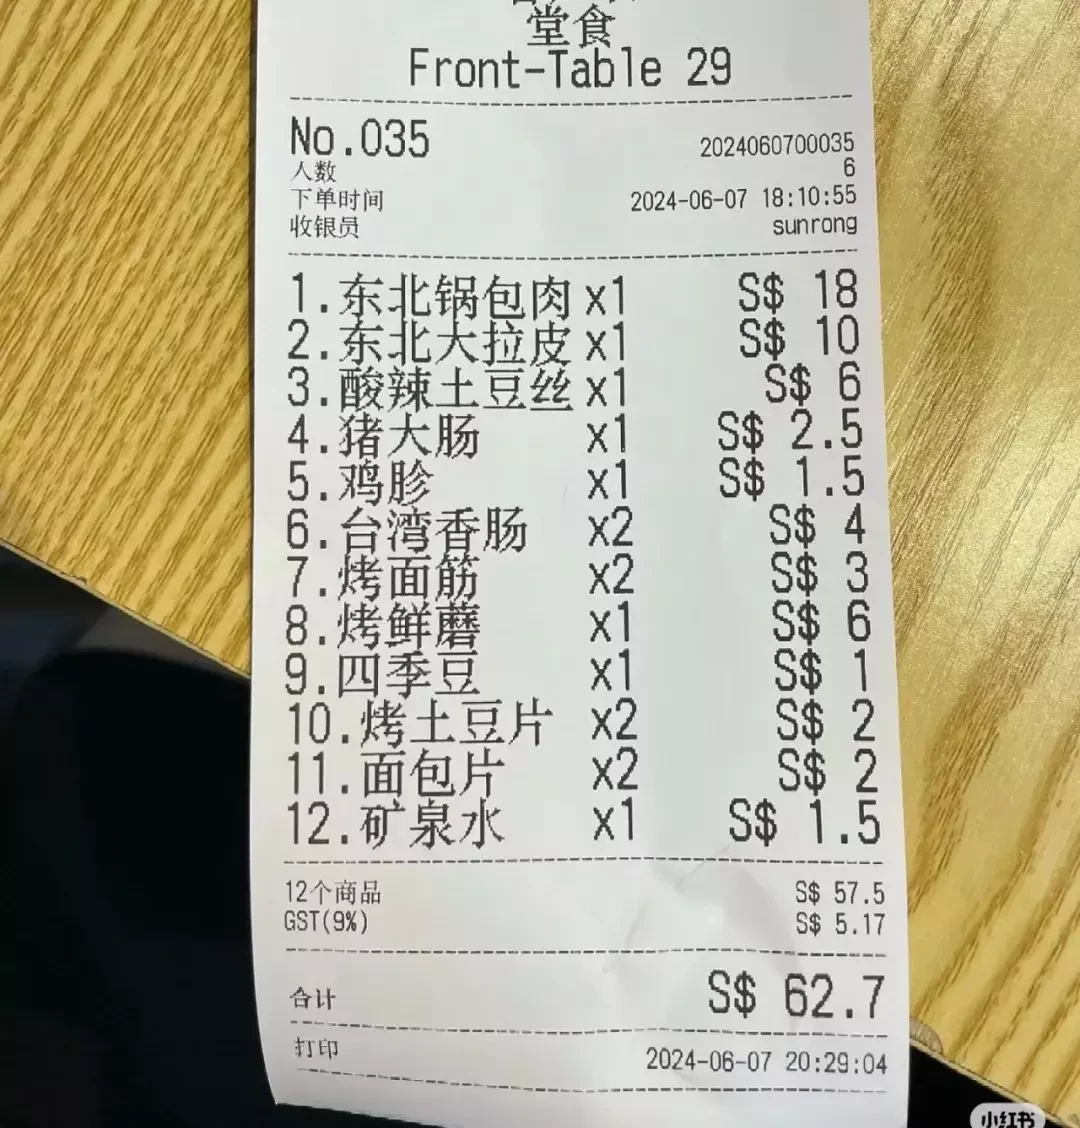 堂食
Front-Table 29
No.035
2024060700035
人数 6
下单时间 2024-06-07 18:10:55
收银员 sunrong
1.东北锅包肉 x1 S$ 18
2.东北大拉皮 x1 S$ 10
3.酸辣土豆丝 x1 S$ 6
4.猪大肠 x1 S$ 2.5
5.鸡胗 x1 S$ 1.5
6.台湾香肠 x2 S$ 4
7.烤面筋 x2 S$ 3
8.烤鲜蘑 x1 S$ 6
9.四季豆 x1 S$ 1
10.烤土豆片 x2 S$ 2
11.面包片 x2 S$ 2
12.矿泉水 x1 S$ 1.5
12个商品 S$ 57.5
GST(9%) S$ 5.17
合计 S$ 62.7
打印 2024-06-07 20:29:04
小红书